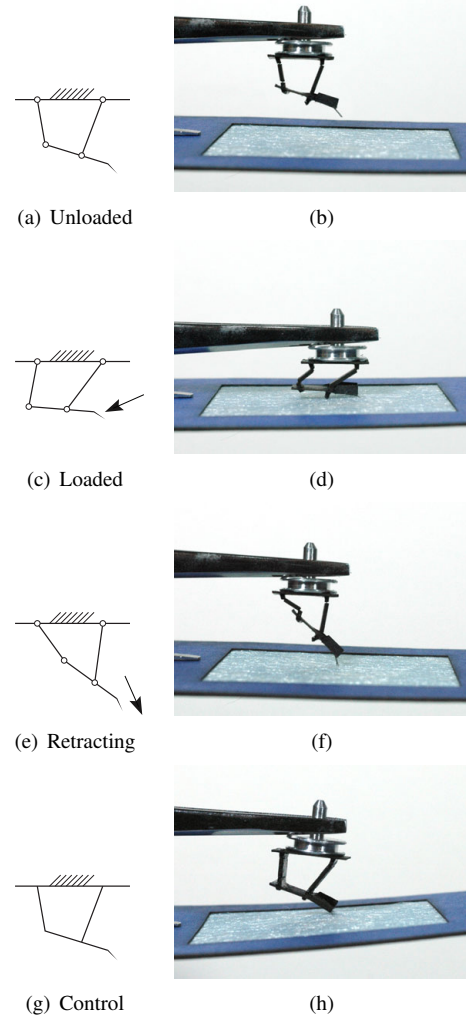 (a) Unloaded
(b)
(c) Loaded
(d)
(e) Retracting
(f)
(g) Control
(h)